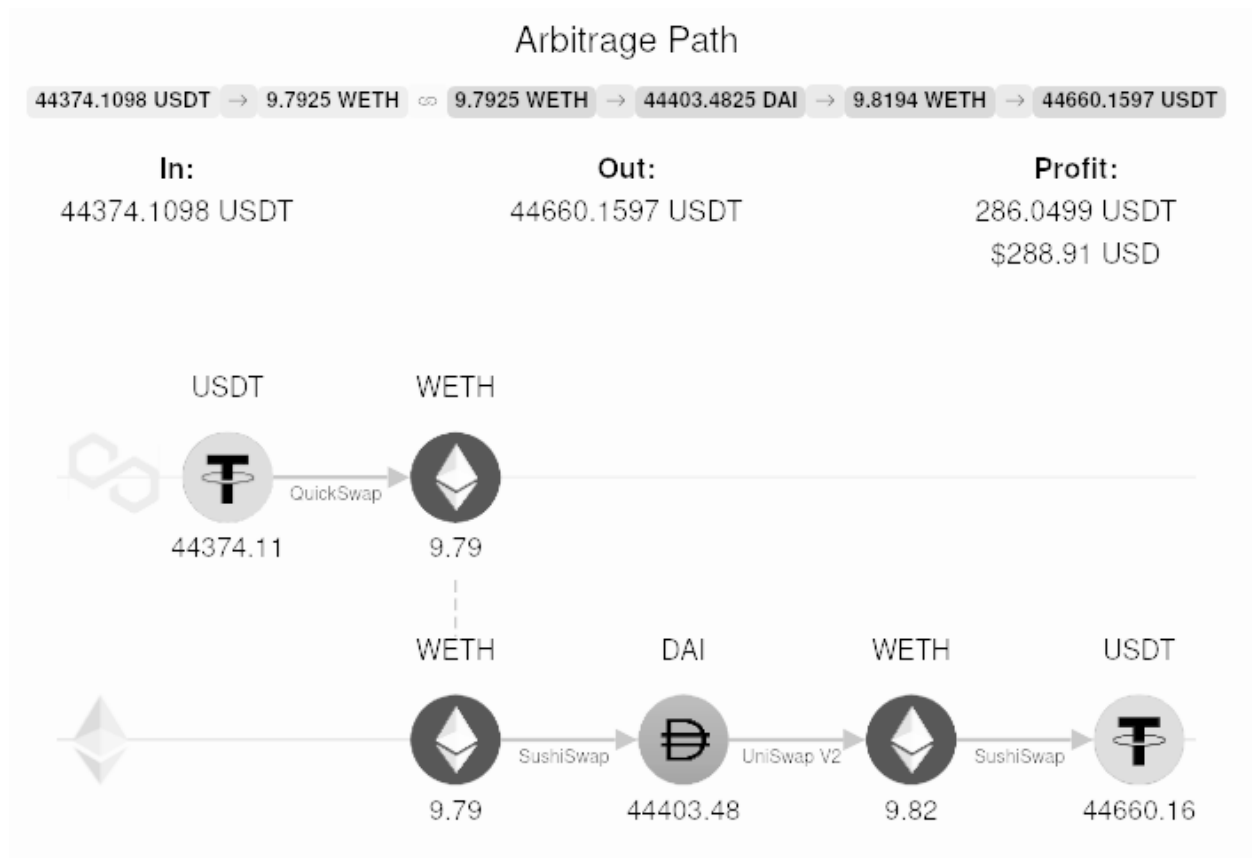 Arbitrage Path
44374.1098 USDT → 9.7925 WETH ∞ 9.7925 WETH → 44403.4825 DAI → 9.8194 WETH → 44660.1597 USDT
In: Out: Profit:
44374.1098 USDT 44660.1597 USDT 286.0499 USDT
$288.91 USD
USDT WETH
QuickSwap
44374.11 9.79
WETH DAI WETH USDT
SushiSwap UniSwap V2 SushiSwap
9.79 44403.48 9.82 44660.16